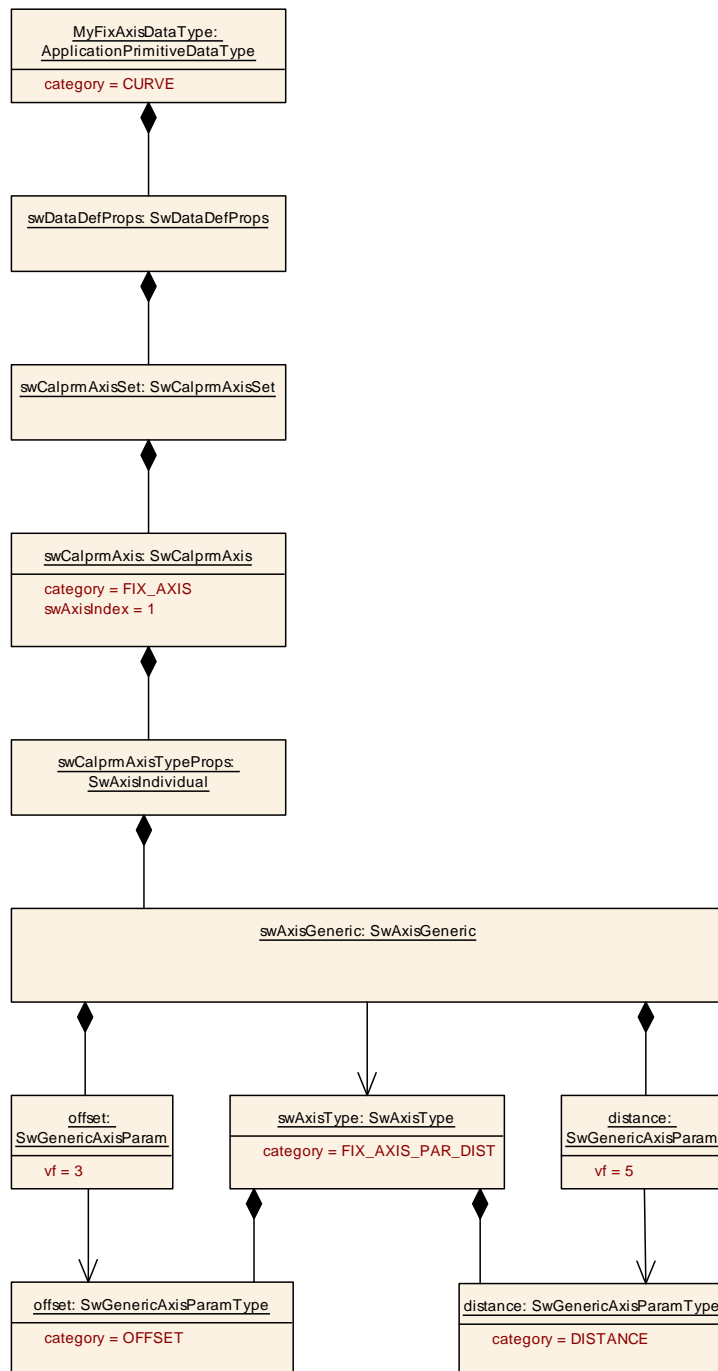 MyFixAxisDataType:
ApplicationPrimitiveDataType
category = CURVE
swDataDefProps: SwDataDefProps
swCalprmAxisSet: SwCalprmAxisSet
swCalprmAxis: SwCalprmAxis
category = FIX_AXIS
swAxisIndex = 1
swCalprmAxisTypeProps:
SwAxisIndividual
swAxisGeneric: SwAxisGeneric
offset:
SwGenericAxisParam
vf = 3
swAxisType: SwAxisType
category = FIX_AXIS_PAR_DIST
distance:
SwGenericAxisParam
vf = 5
offset: SwGenericAxisParamType
category = OFFSET
distance: SwGenericAxisParamType
category = DISTANCE